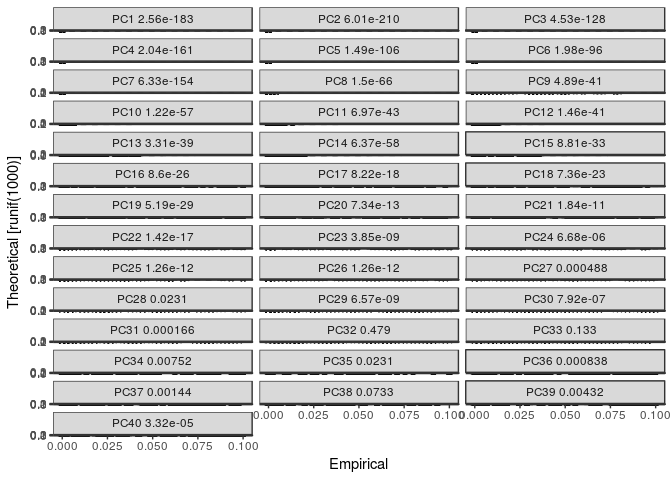 PC1 2.56e-183 PC2 6.01e-210 PC3 4.53e-128
PC4 2.04e-161 PC5 1.49e-106 PC6 1.98e-96
PC7 6.33e-154 PC8 1.5e-66 PC9 4.89e-41
PC10 1.22e-57 PC11 6.97e-43 PC12 1.46e-41
PC13 3.31e-39 PC14 6.37e-58 PC15 8.81e-33
PC16 8.6e-26 PC17 8.22e-18 PC18 7.36e-23
PC19 5.19e-29 PC20 7.34e-13 PC21 1.84e-11
PC22 1.42e-17 PC23 3.85e-09 PC24 6.68e-06
PC25 1.26e-12 PC26 1.26e-12 PC27 0.000488
PC28 0.0231 PC29 6.57e-09 PC30 7.92e-07
PC31 0.000166 PC32 0.479 PC33 0.133
PC34 0.00752 PC35 0.0231 PC36 0.000838
PC37 0.00144 PC38 0.0733 PC39 0.00432
0.000 0.025 0.050 0.075 0.100 0.000 0.025 0.050 0.075 0.100
PC40 3.32e-05
0.000 0.025 0.050 0.075 0.100
Empirical
Theoretical [runif(1000)]